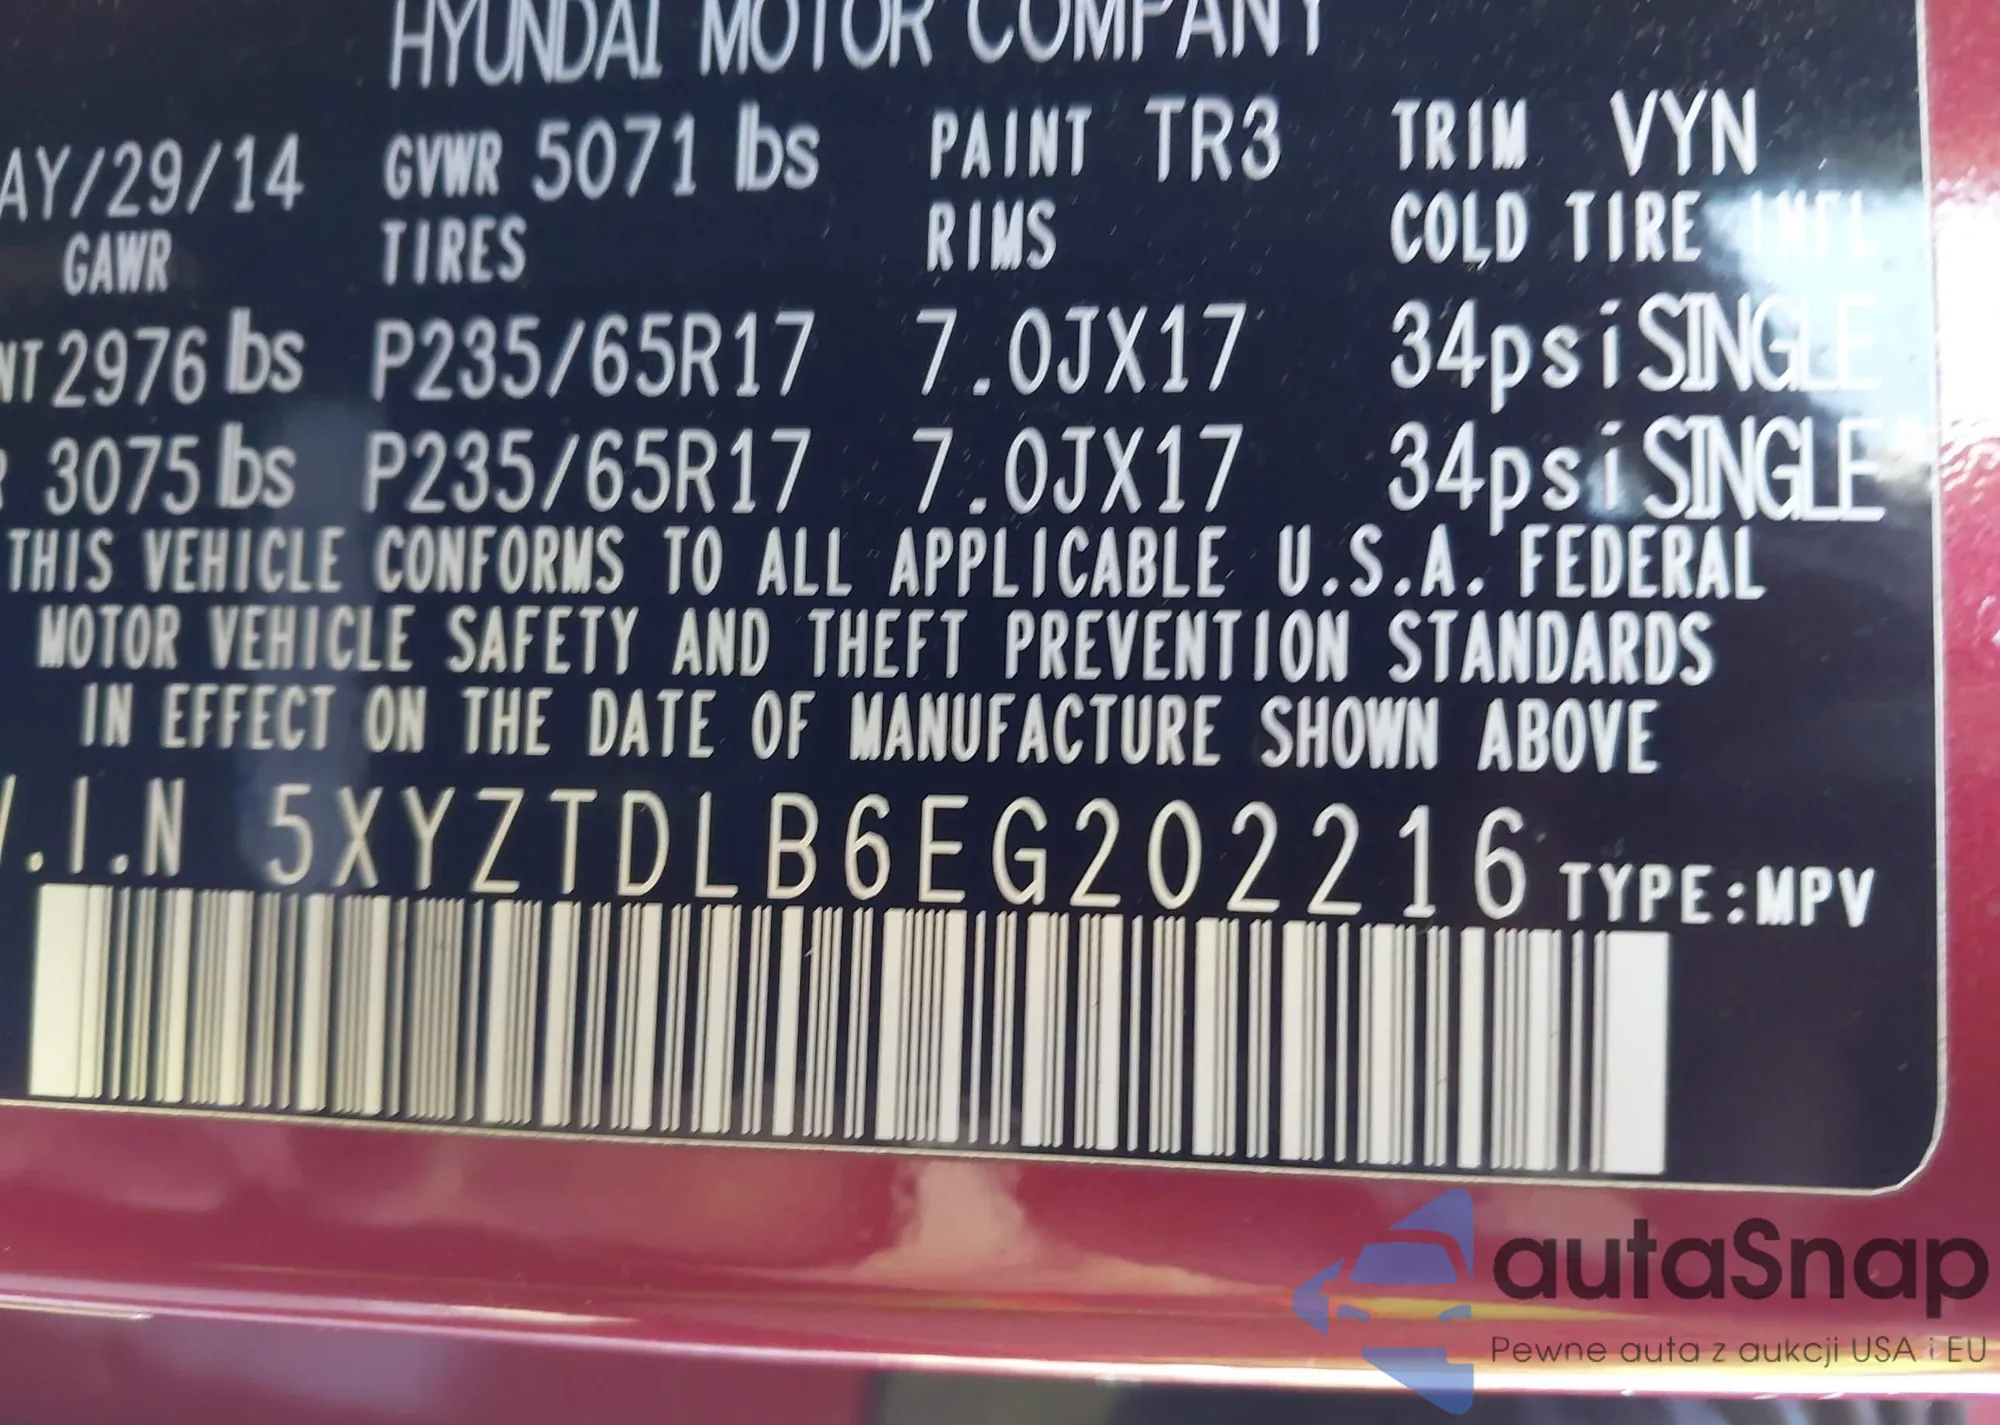 HYUNDAI MOTOR COMPANY
AY/29/14 GVWR 5071 lbs PAINT TR3 TRIM VYN
GAWR TIRES RIMS COLD TIRE INFL
NT 2976 lbs P235/65R17 7.0JX17 34psi SINGLE
R 3075 lbs P235/65R17 7.0JX17 34psi SINGLE
THIS VEHICLE CONFORMS TO ALL APPLICABLE U.S.A. FEDERAL
MOTOR VEHICLE SAFETY AND THEFT PREVENTION STANDARDS
IN EFFECT ON THE DATE OF MANUFACTURE SHOWN ABOVE
V.I.N 5XYZTDLB6EG202216 TYPE:MPV
autaSnap
Pewne auta z aukcji USA i EU